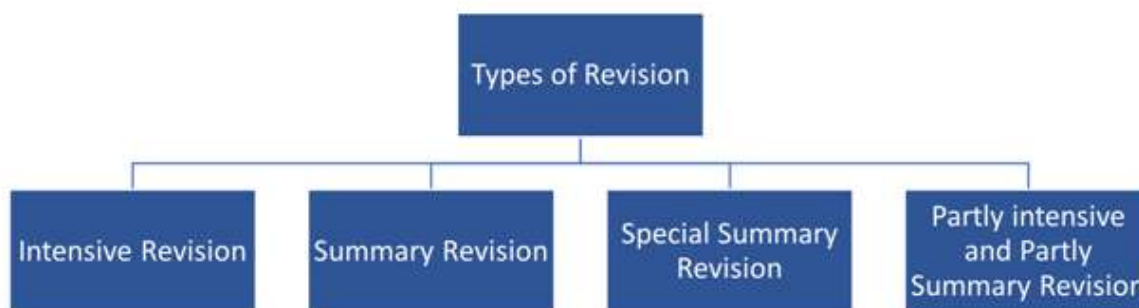 Types of Revision
Intensive Revision
Summary Revision
Special Summary
Revision
Partly intensive
and Partly
Summary Revision